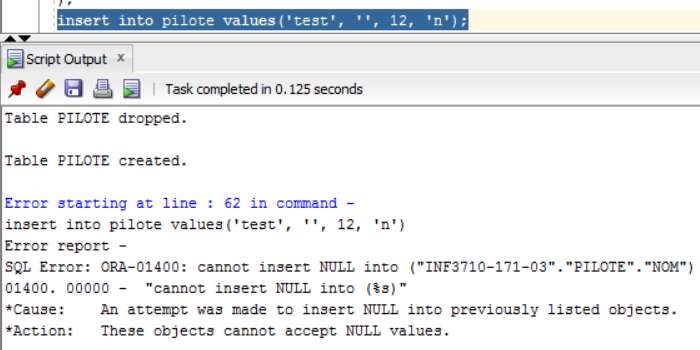 );
insert into pilote values('test', '', 12, 'n');
Script Output x
Task completed in 0.125 seconds
Table PILOTE dropped.
Table PILOTE created.
Error starting at line : 62 in command -
insert into pilote values('test', '', 12, 'n')
Error report -
SQL Error: ORA-01400: cannot insert NULL into ("INF3710-171-03"."PILOTE"."NOM")
01400. 00000 -  "cannot insert NULL into (%s)"
*Cause:    An attempt was made to insert NULL into previously listed objects.
*Action:   These objects cannot accept NULL values.